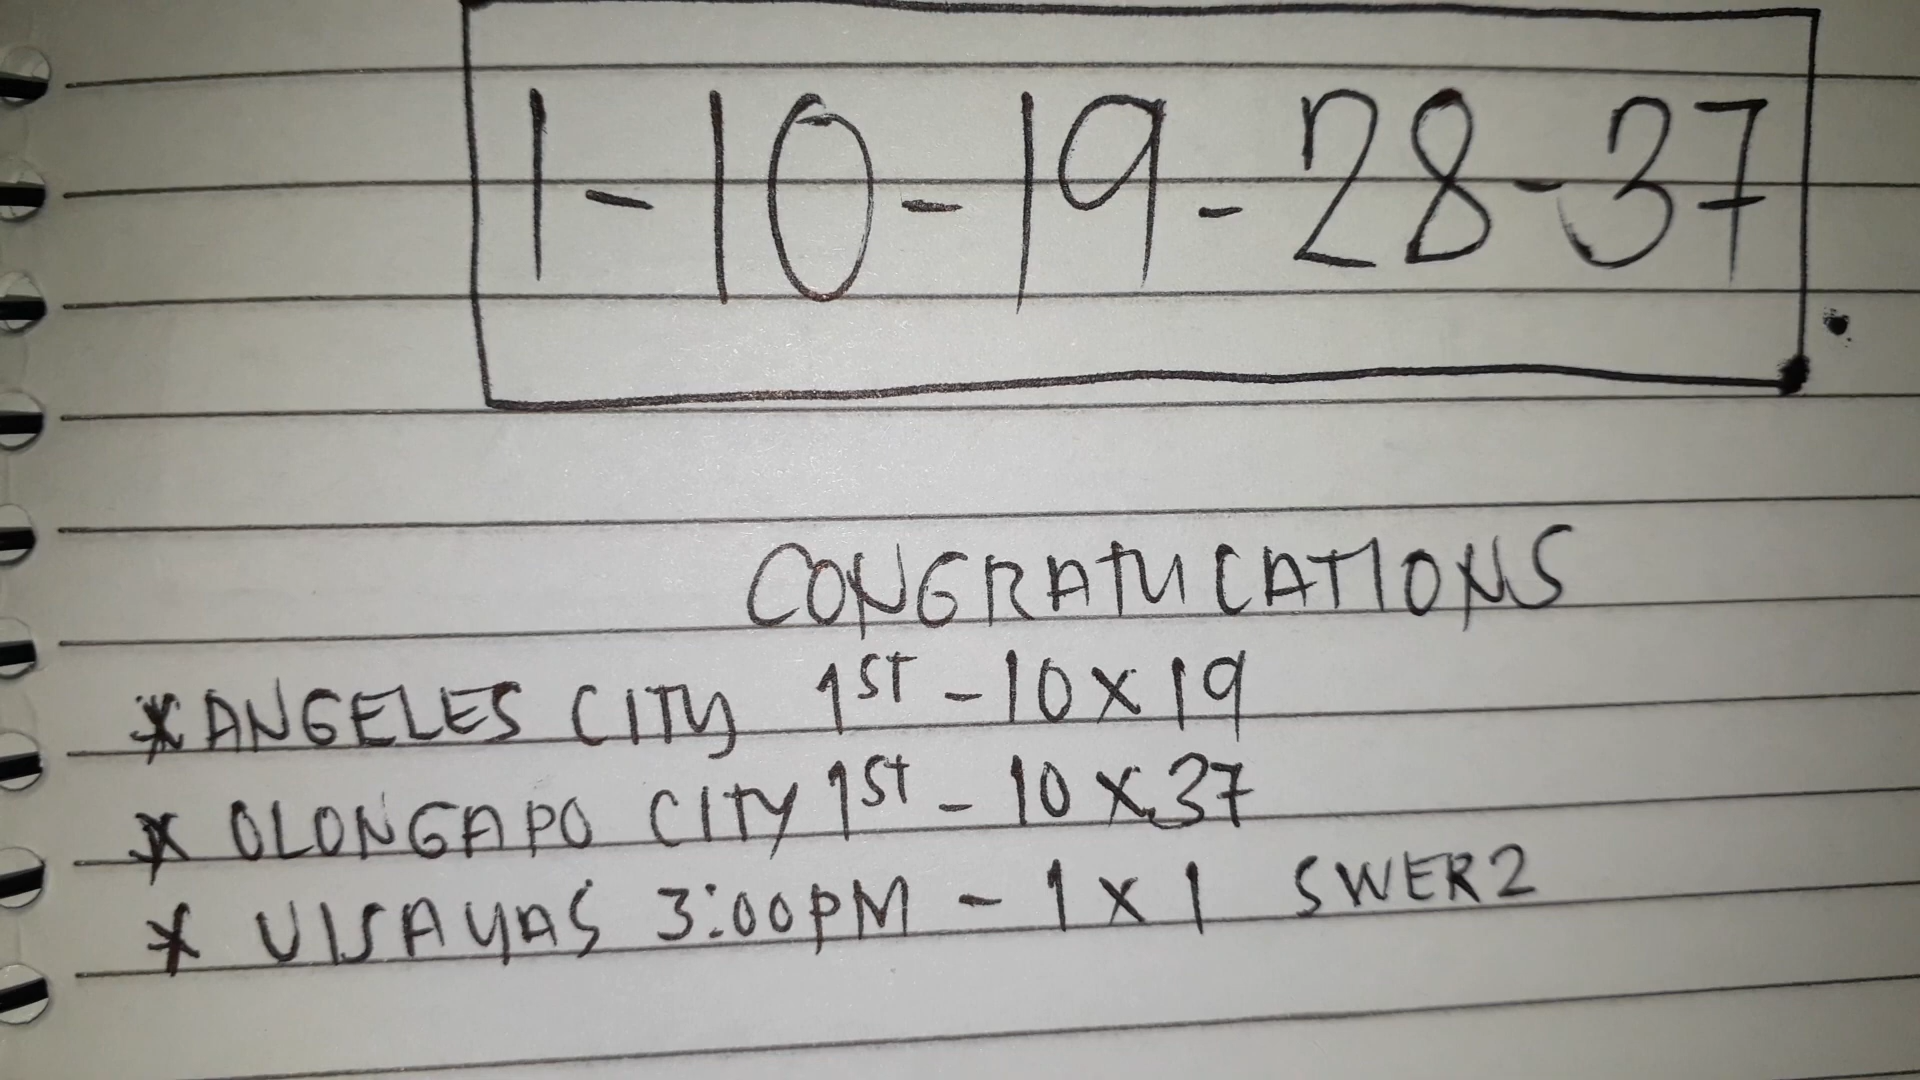 1-10-19-28-37
CONGRATULATIONS
* ANGELES CITY 1ST - 10 x 19
* OLONGAPO CITY 1ST - 10 x 37
* VISAYAS 3:00PM - 1 x 1 SWER2